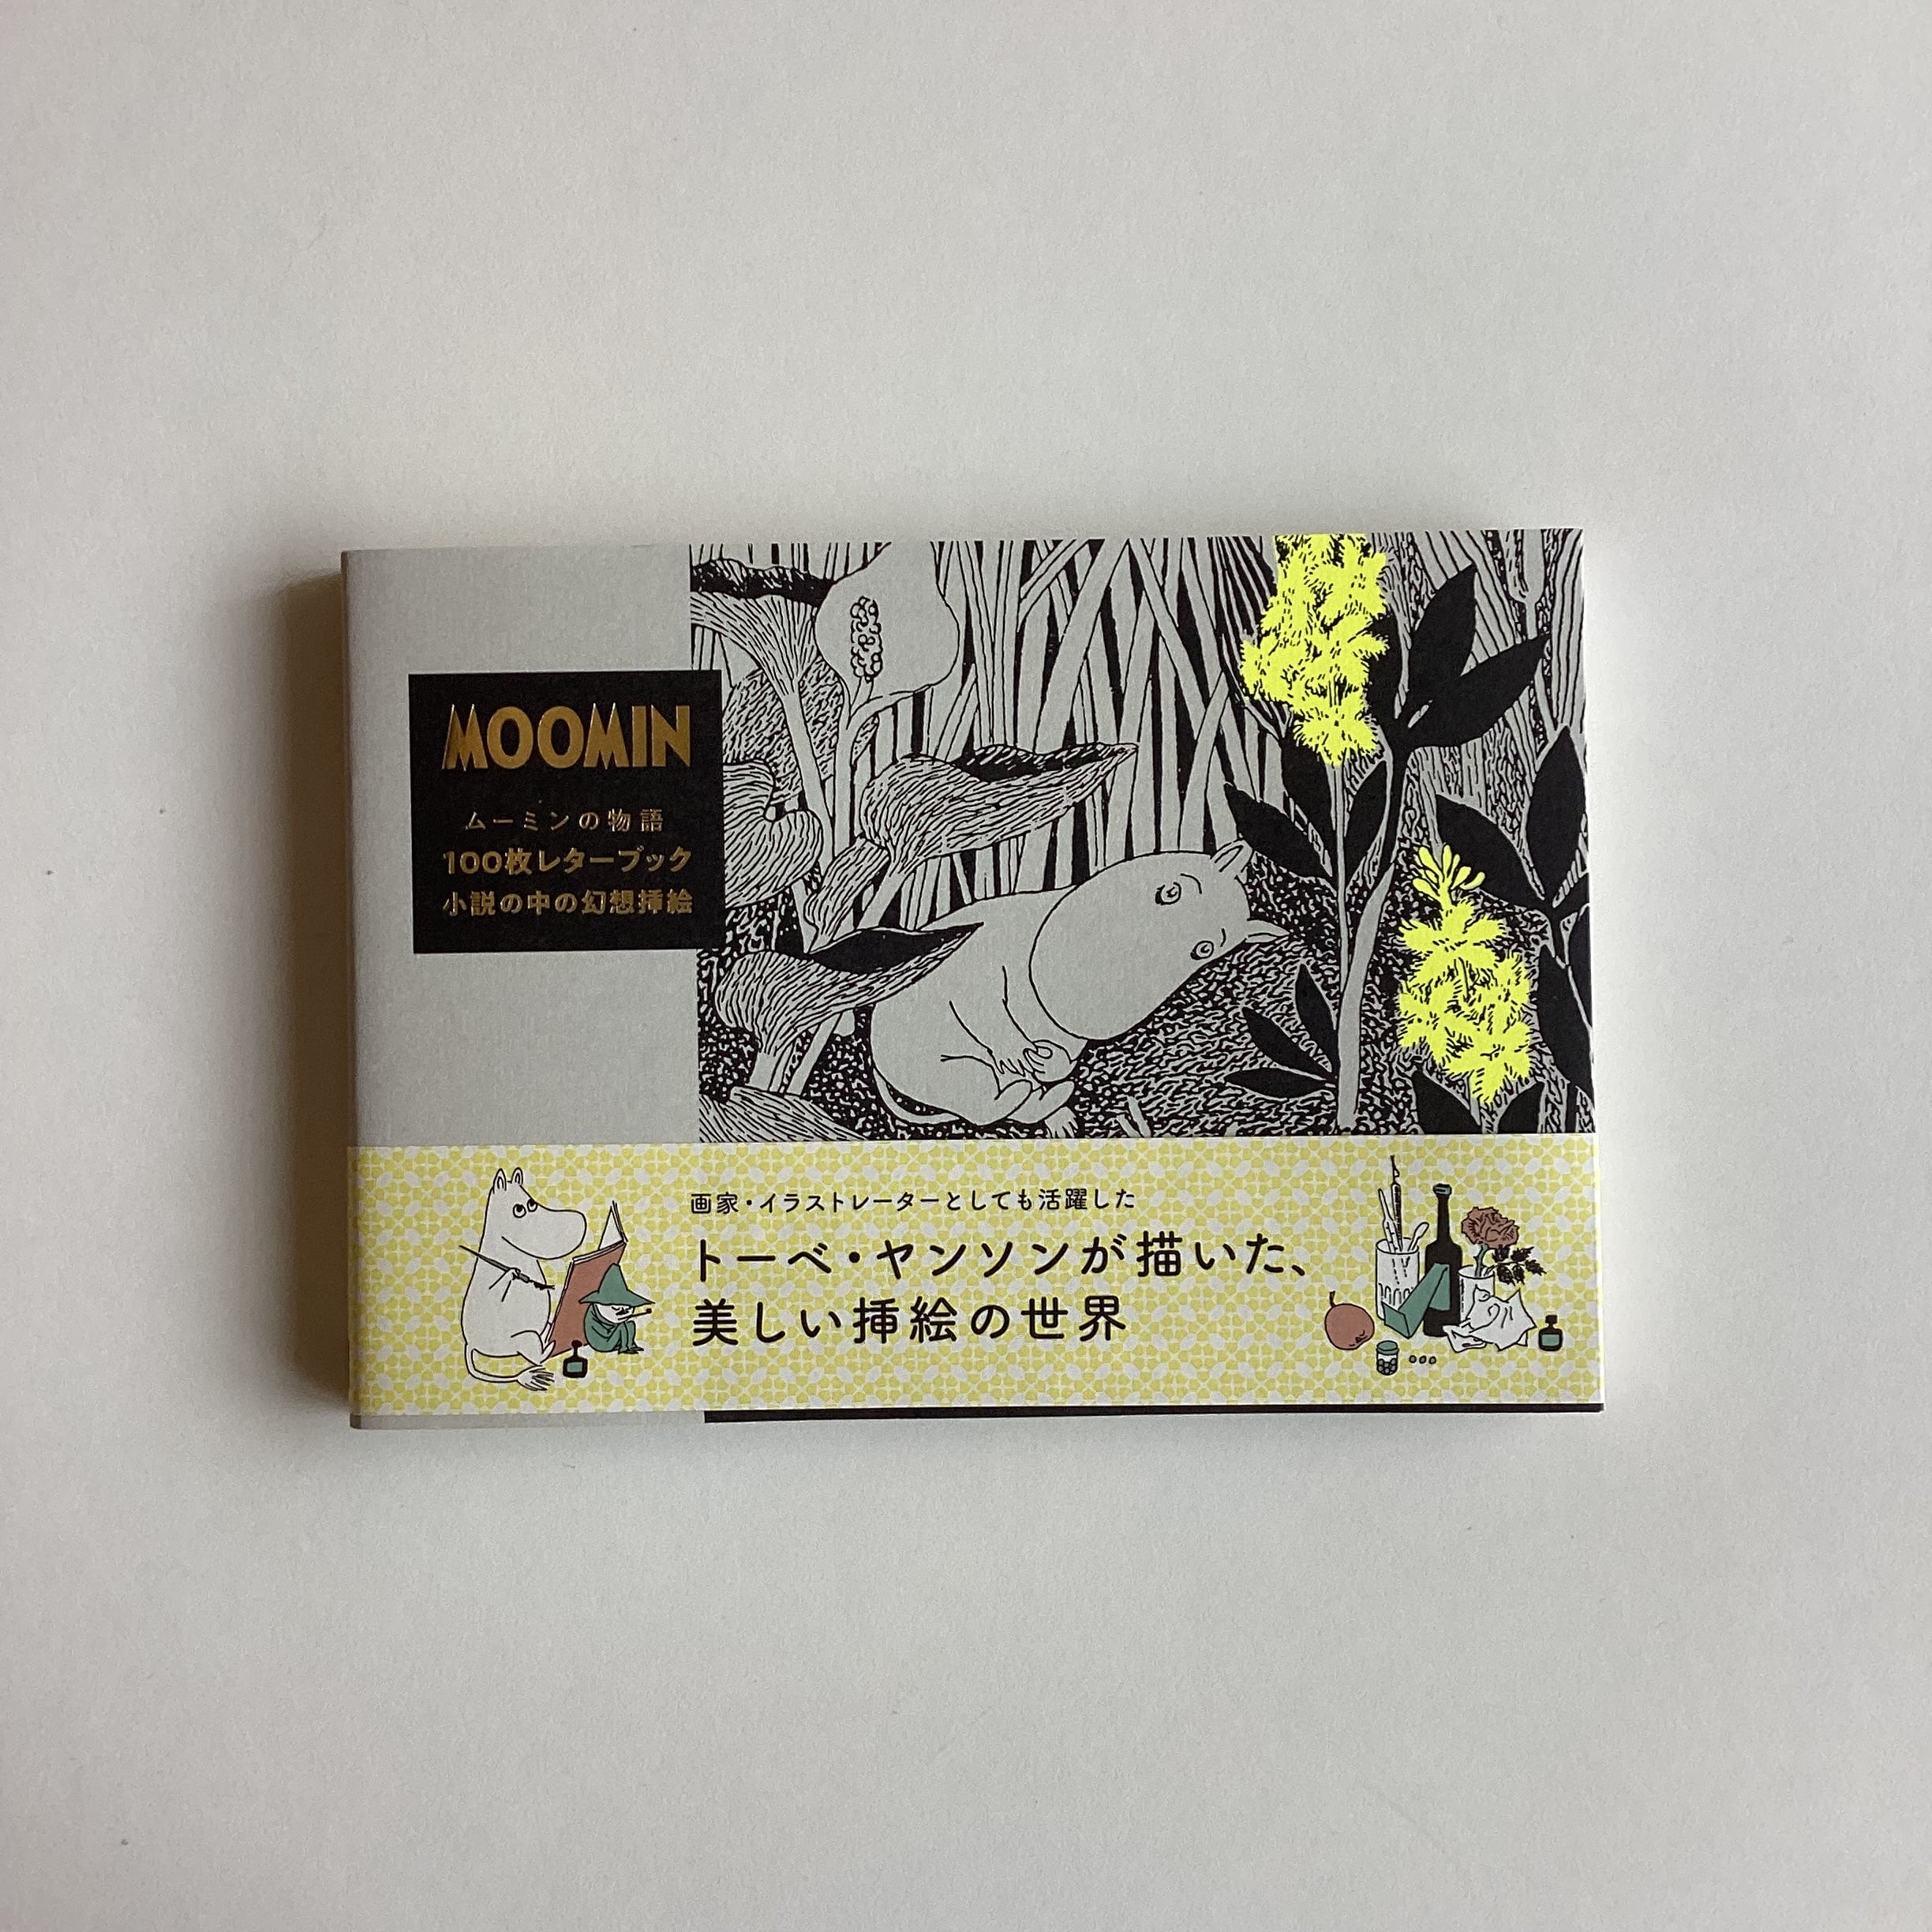 MOOMIN
ムーミンの物語
100枚レターブック
小説の中の幻想挿絵
画家・イラストレーターとしても活躍した
トーベ・ヤンソンが描いた、
美しい挿絵の世界